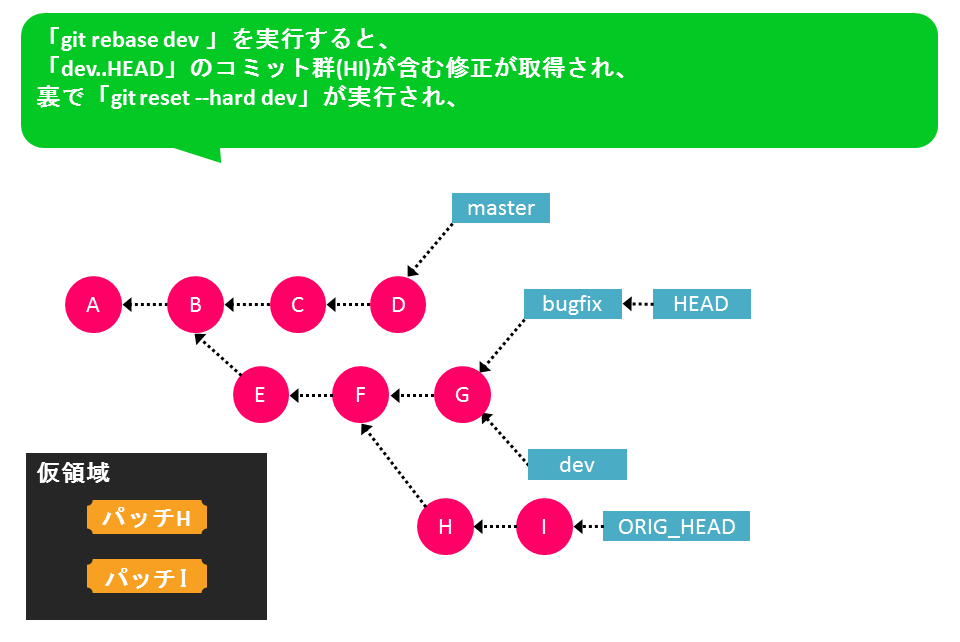 「git rebase dev 」を実行すると、
「dev..HEAD」のコミット群(HI)が含む修正が取得され、
裏で「git reset --hard dev」が実行され、
master
A
B
C
D
bugfix
HEAD
E
F
G
dev
仮領域
パッチH
パッチI
H
I
ORIG_HEAD